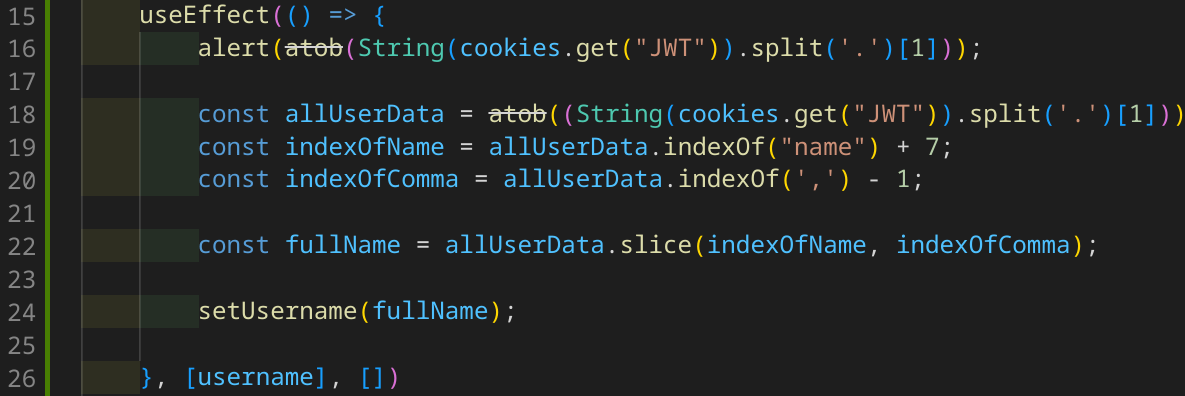 15 useEffect(() => {
16 alert(atob(String(cookies.get("JWT")).split('.')[1]));
17
18 const allUserData = atob((String(cookies.get("JWT")).split('.')[1]))
19 const indexOfName = allUserData.indexOf("name") + 7;
20 const indexOfComma = allUserData.indexOf(',') - 1;
21
22 const fullName = allUserData.slice(indexOfName, indexOfComma);
23
24 setUsername(fullName);
25
26 }, [username], [])